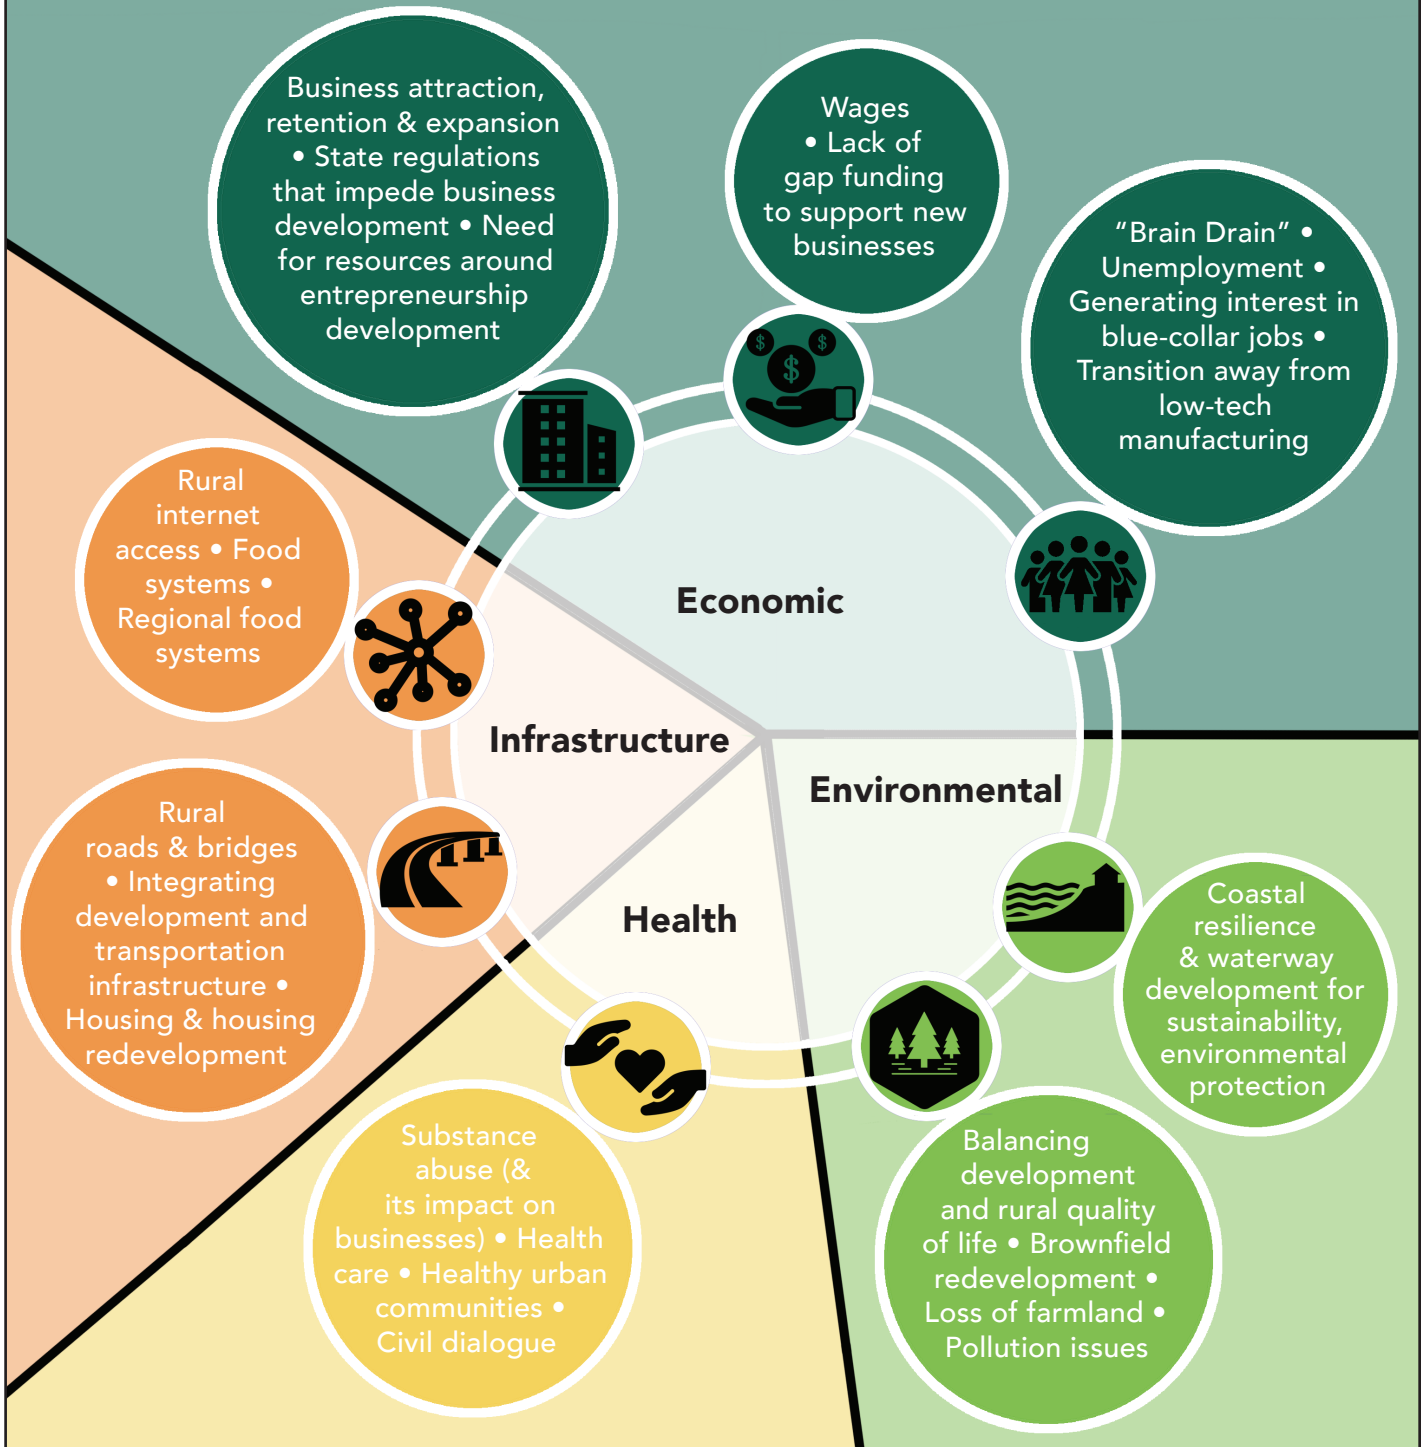 Business attraction,
retention & expansion
• State regulations
that impede business
development • Need
for resources around
entrepreneurship
development
Wages
• Lack of
gap funding
to support new
businesses
“Brain Drain” •
Unemployment •
Generating interest in
blue-collar jobs •
Transition away from
low-tech
manufacturing
$
$
$
Economic
Rural
internet
access • Food
systems •
Regional food
systems
Infrastructure
Rural
roads & bridges
• Integrating
development and
transportation
infrastructure •
Housing & housing
redevelopment
Environmental
Coastal
resilience
& waterway
development for
sustainability,
environmental
protection
Balancing
development
and rural quality
of life • Brownfield
redevelopment •
Loss of farmland •
Pollution issues
Health
Substance
abuse (&
its impact on
businesses) • Health
care • Healthy urban
communities •
Civil dialogue